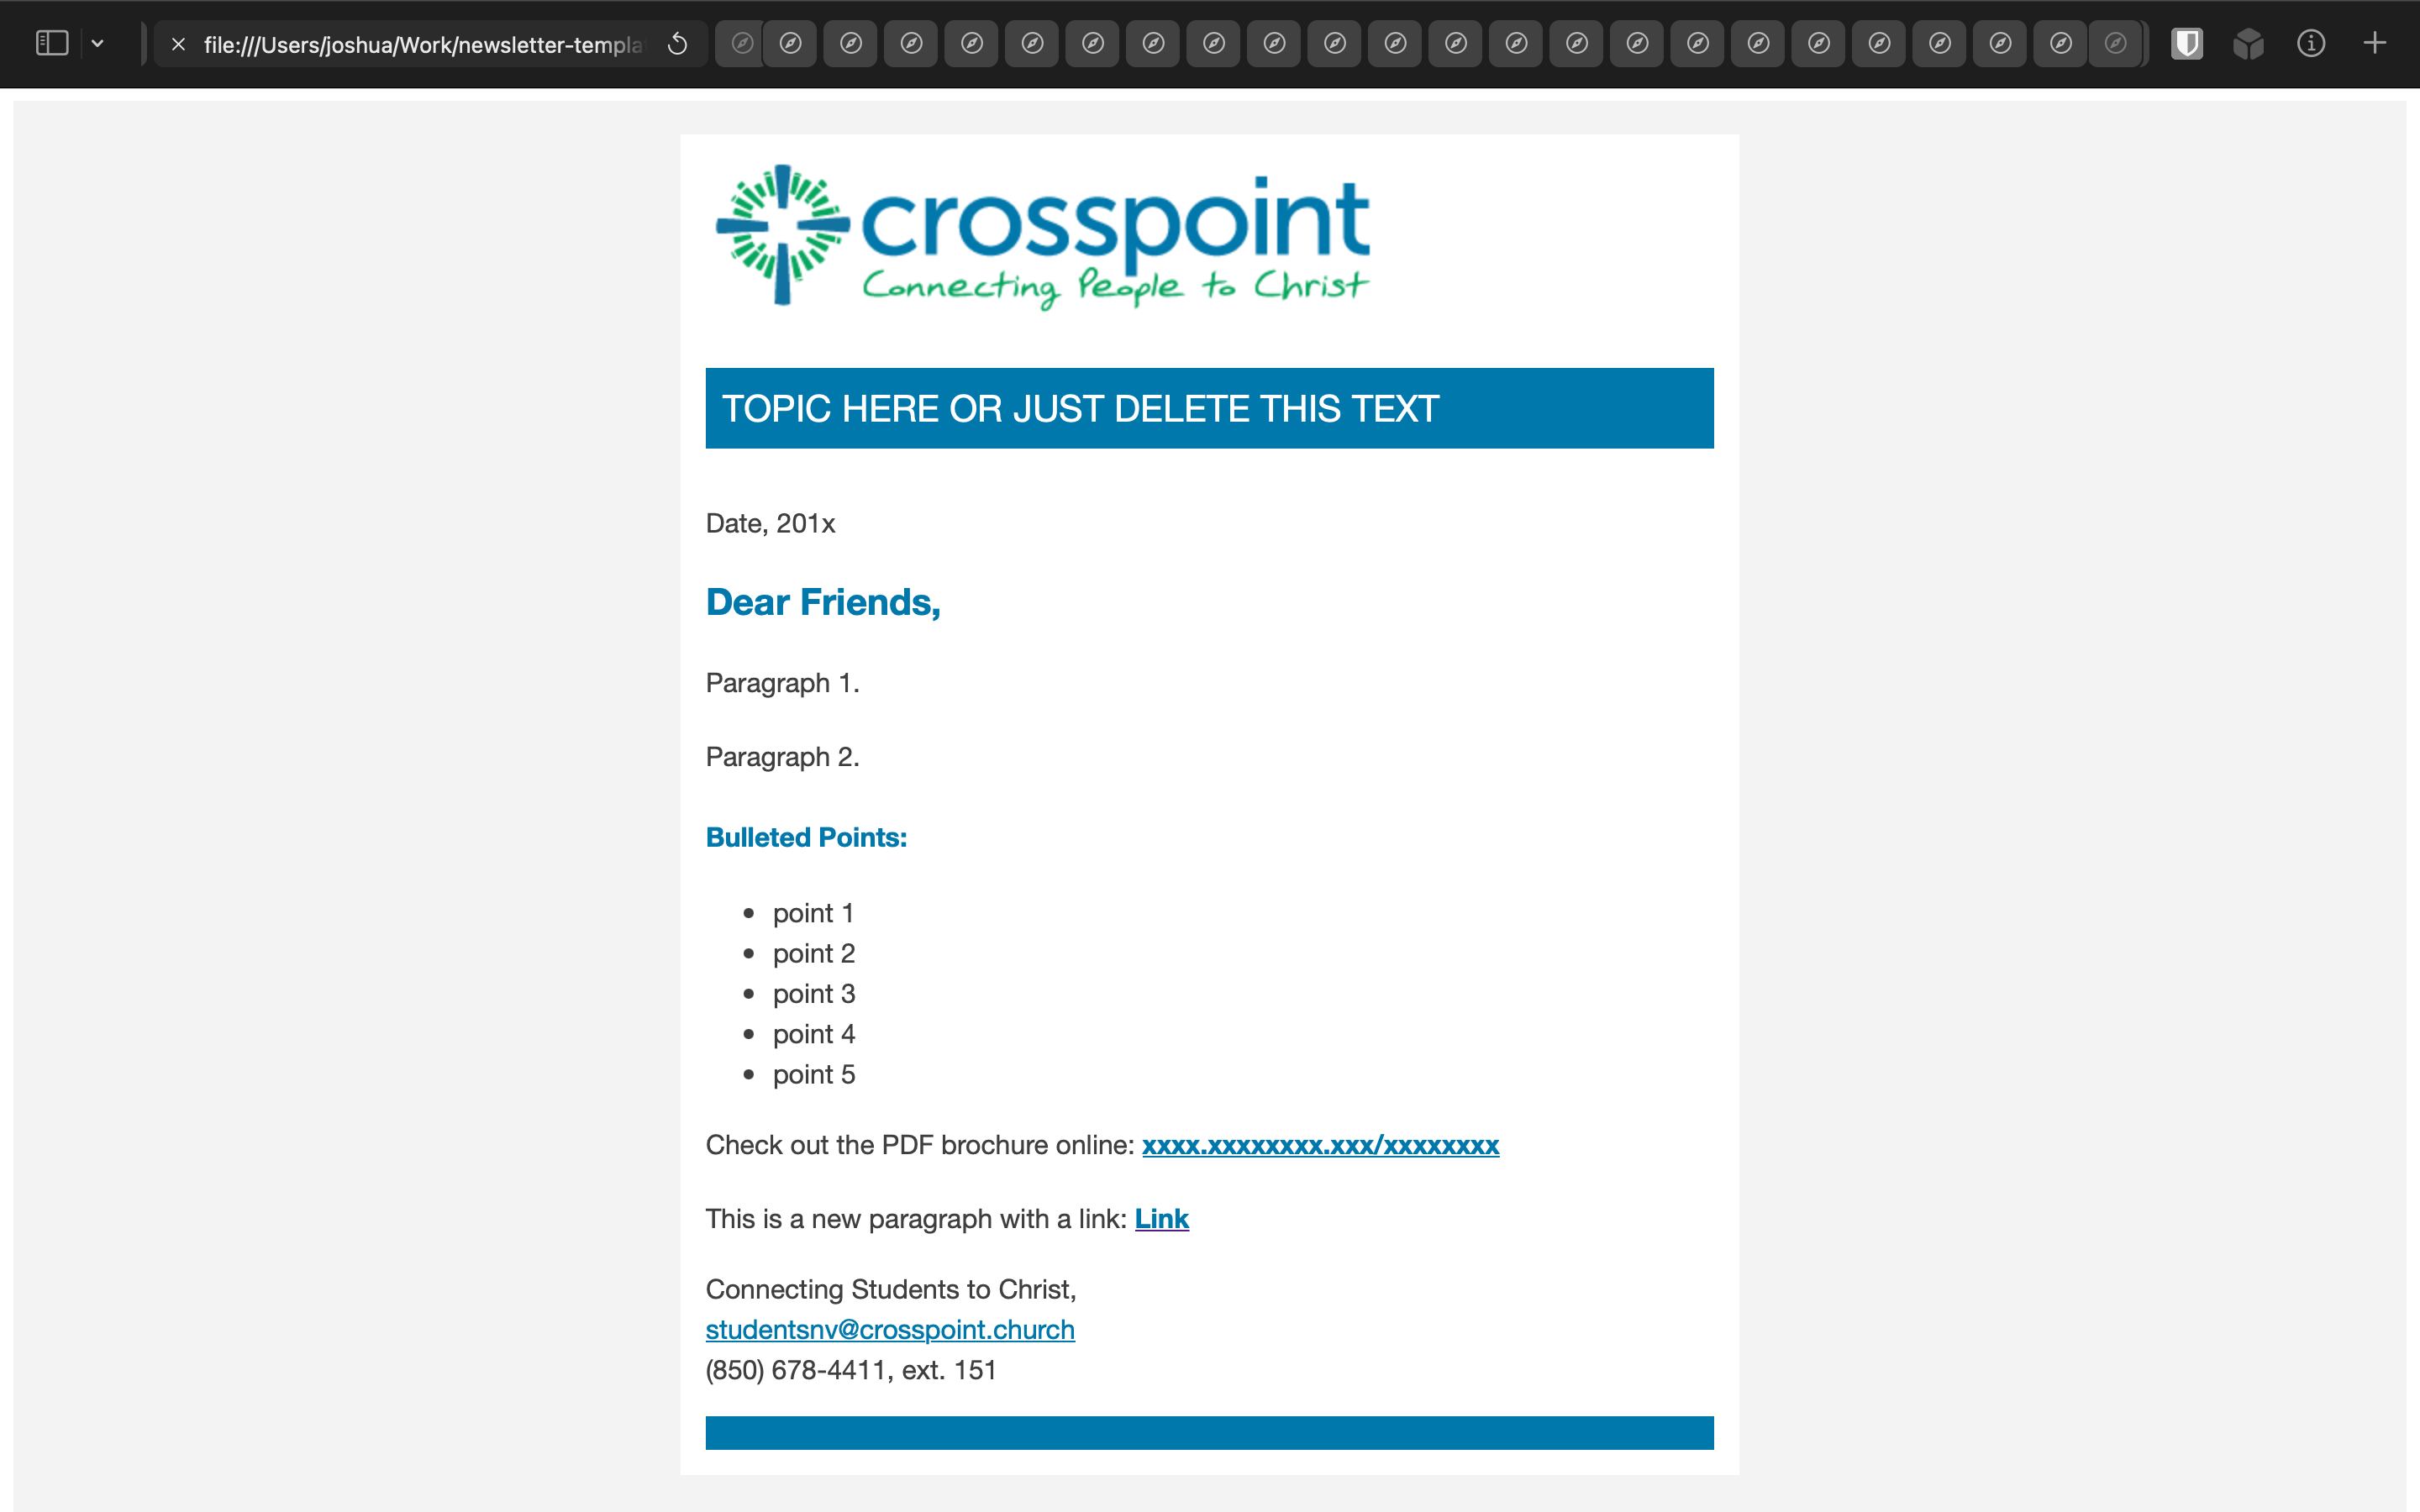 file:///Users/joshua/Work/newsletter-templa
crosspoint
Connecting People to Christ
TOPIC HERE OR JUST DELETE THIS TEXT
Date, 201x
Dear Friends,
Paragraph 1.
Paragraph 2.
Bulleted Points:
• point 1
• point 2
• point 3
• point 4
• point 5
Check out the PDF brochure online: xxxx.xxxxxxxx.xxx/xxxxxxxx
This is a new paragraph with a link: Link
Connecting Students to Christ,
studentsnv@crosspoint.church
(850) 678-4411, ext. 151